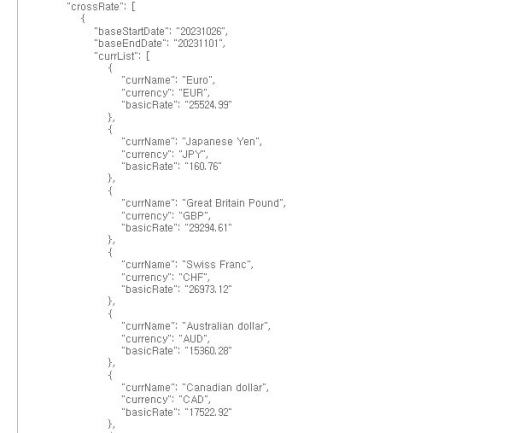 "crossRate": [
{
"baseStartDate": "20231026",
"baseEndDate": "20231101",
"currList": [
{
"currName": "Euro",
"currency": "EUR",
"basicRate": "25524.99"
},
{
"currName": "Japanese Yen",
"currency": "JPY",
"basicRate": "160.76"
},
{
"currName": "Great Britain Pound",
"currency": "GBP",
"basicRate": "29294.61"
},
{
"currName": "Swiss Franc",
"currency": "CHF",
"basicRate": "26973.12"
},
{
"currName": "Australian dollar",
"currency": "AUD",
"basicRate": "15360.28"
},
{
"currName": "Canadian dollar",
"currency": "CAD",
"basicRate": "17522.92"
},